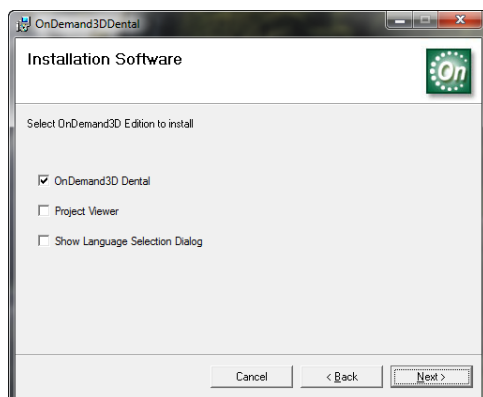 OnDemand3DDental
Installation Software
On
Select OnDemand3D Edition to install
OnDemand3D Dental
Project Viewer
Show Language Selection Dialog
Cancel
< Back
Next >